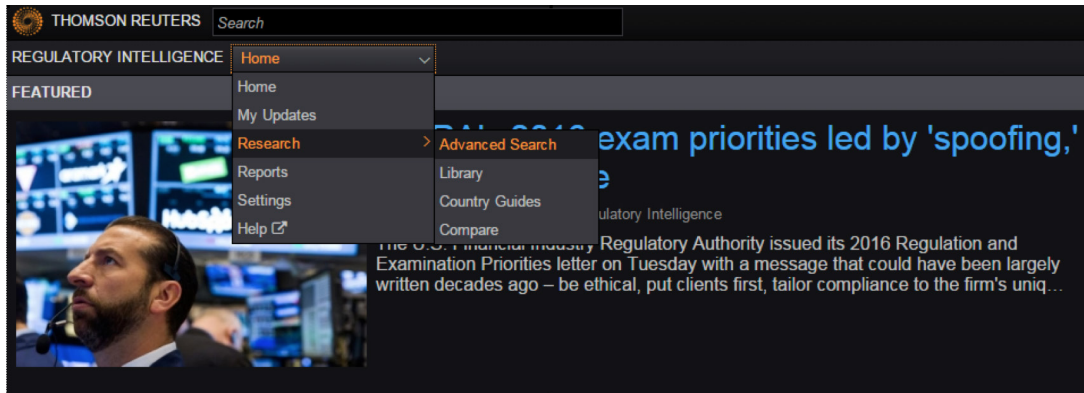 THOMSON REUTERS
Search
REGULATORY INTELLIGENCE
Home
FEATURED
Home
My Updates
Research
Reports
Settings
Help
Advanced Search
Library
Country Guides
Compare
exam priorities led by 'spoofing,'
ulatory Intelligence
The U.S. Financial Industry Regulatory Authority issued its 2016 Regulation and
Examination Priorities letter on Tuesday with a message that could have been largely
written decades ago – be ethical, put clients first, tailor compliance to the firm's uniq…